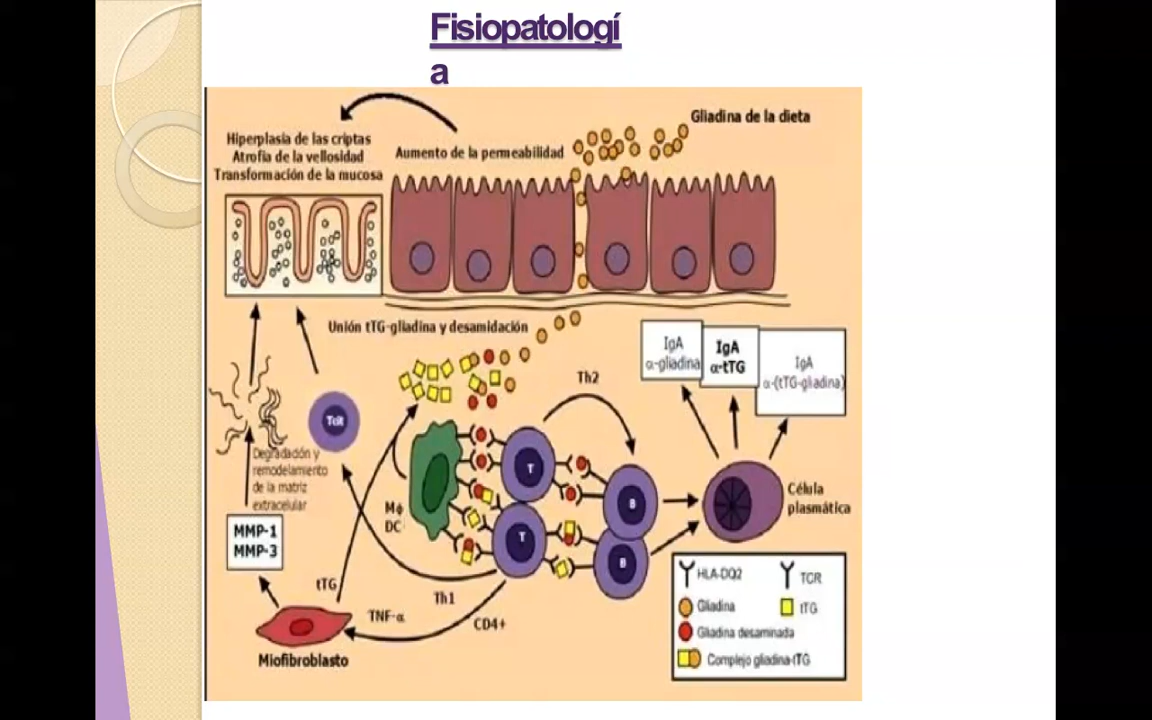 Fisiopatologí
a
Gliadina de la dieta
Hiperplasia de las criptas
Atrofia de la vellosidad
Transformación de la mucosa
Aumento de la permeabilidad
Unión tTG-gliadina y desamidación
IgA
α-gliadina
IgA
α-tTG
IgA
α-(tTG-gliadina)
Th2
Tcit
Degradación y
remodelamiento
de la matriz
extracelular
MMP-1
MMP-3
Mϕ
DC
T
T
B
B
Célula
plasmática
tTG
Th1
TNF-α
CD4+
Miofibroblasto
HLA-DQ2
TCR
Gliadina
tTG
Gliadina desaminada
Complejo gliadina-tTG